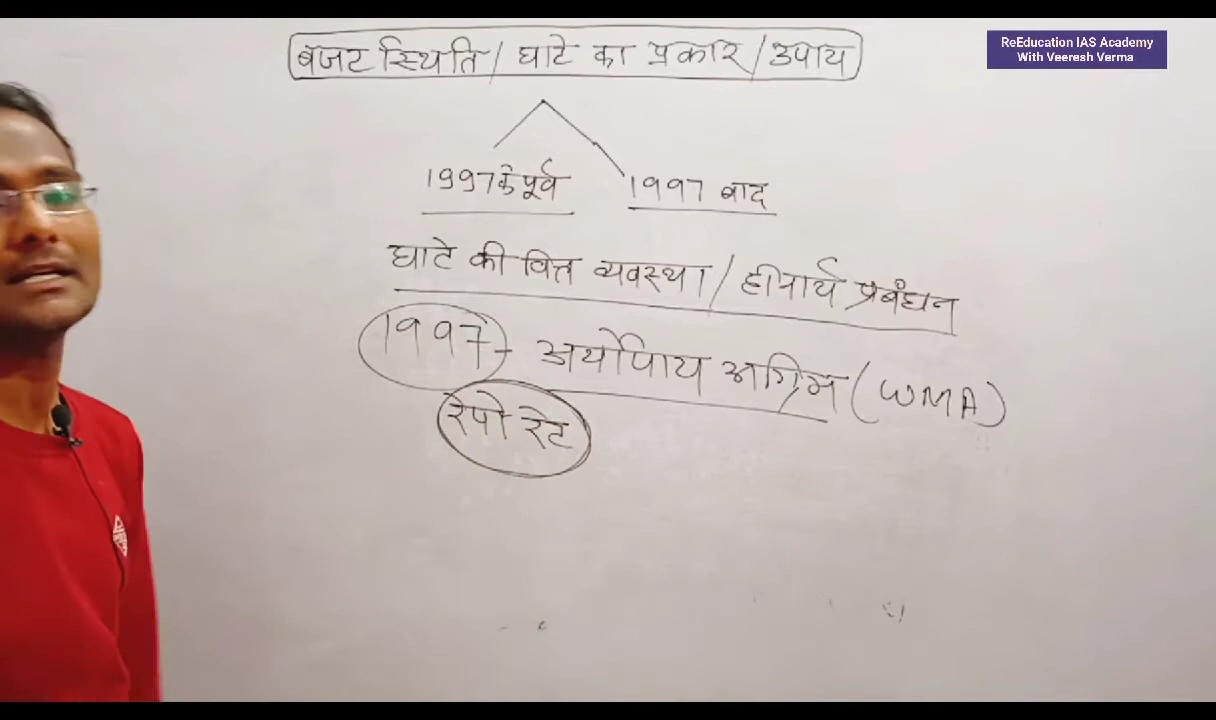 बजट स्थिति / घाटे का प्रकार / उपाय
ReEducation IAS Academy
With Veeresh Verma
1997 के पूर्व
1997 बाद
घाटे की वित्त व्यवस्था / हीनार्थ प्रबंधन
1997 - अर्थोपाय अग्रिम (WMA)
रेपो रेट